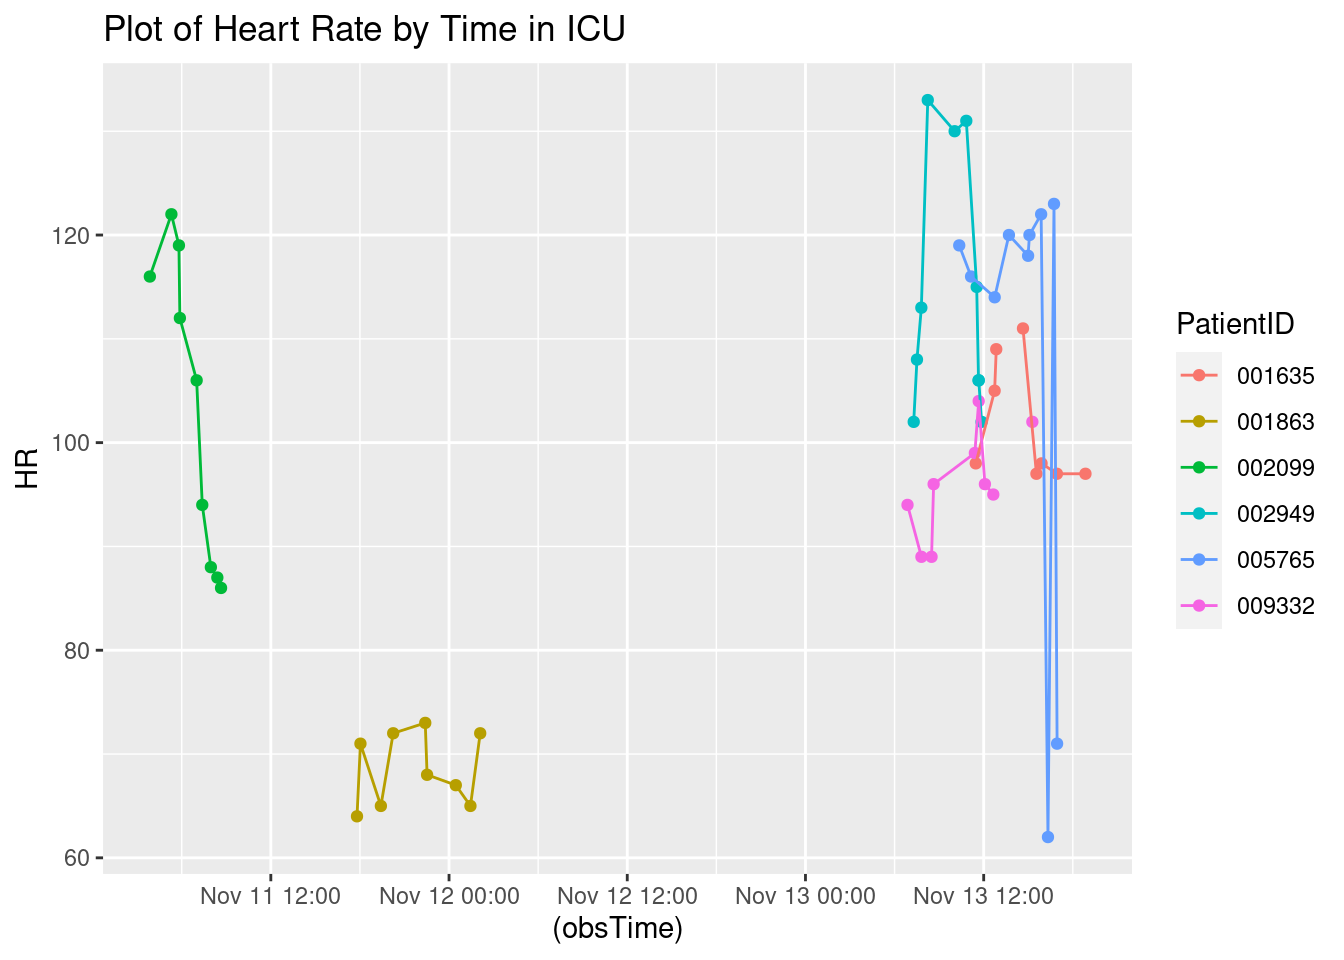 Plot of Heart Rate by Time in ICU
HR
120
100
80
60
Nov 11 12:00 Nov 12 00:00 Nov 12 12:00 Nov 13 00:00 Nov 13 12:00
(obsTime)
PatientID
001635
001863
002099
002949
005765
009332